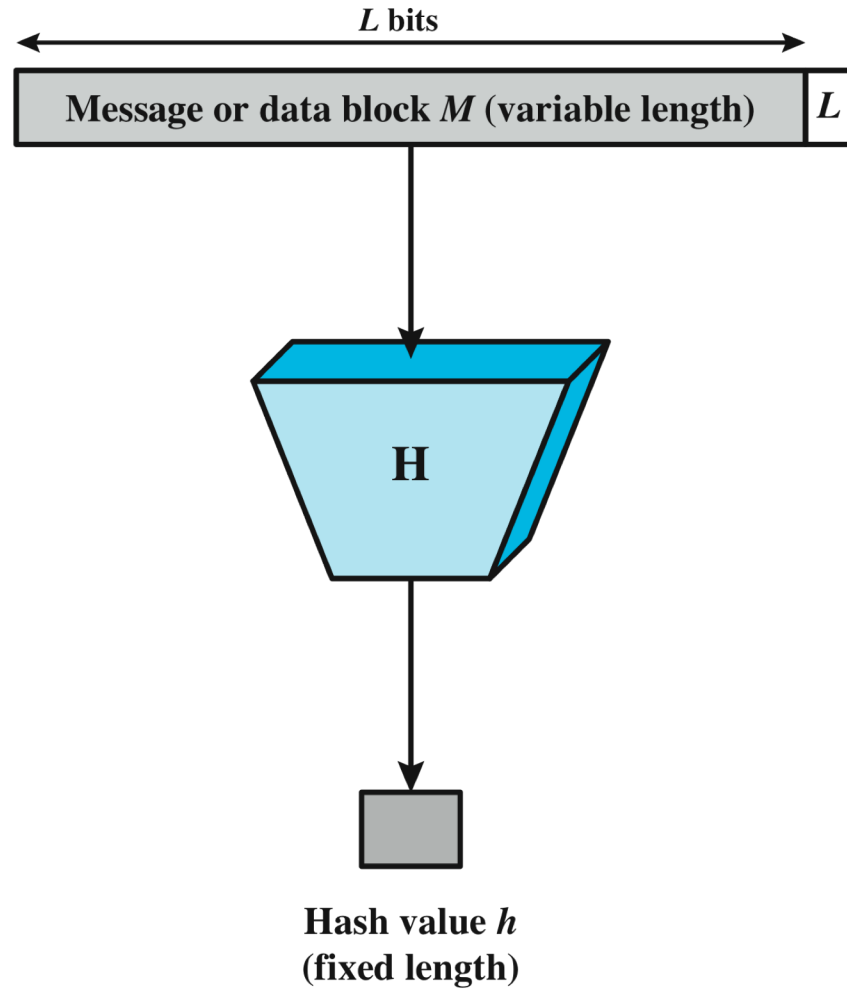 L bits
Message or data block M (variable length) L
H
Hash value h
(fixed length)